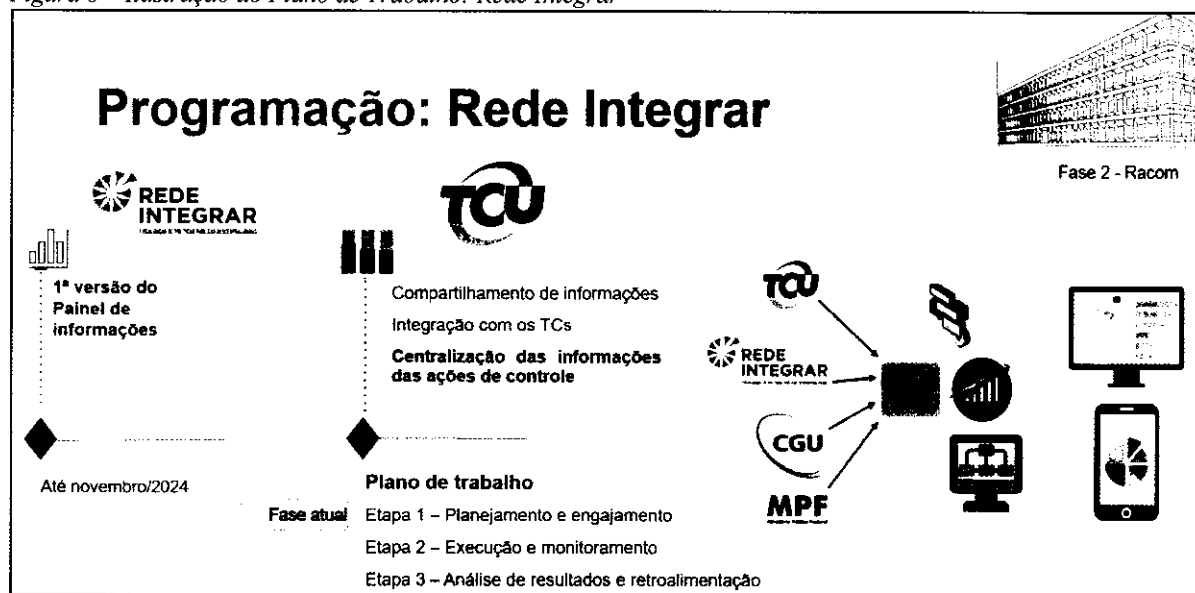 Programação: Rede Integrar
Fase 2 - Racom
REDE
INTEGRAR
TCU
1ª versão do
Painel de
informações
Até novembro/2024
Compartilhamento de informações
Integração com os TCs
Centralização das informações
das ações de controle
Plano de trabalho
Fase atual
Etapa 1 – Planejamento e engajamento
Etapa 2 – Execução e monitoramento
Etapa 3 – Análise de resultados e retroalimentação
TCU
REDE
INTEGRAR
CGU
MPF